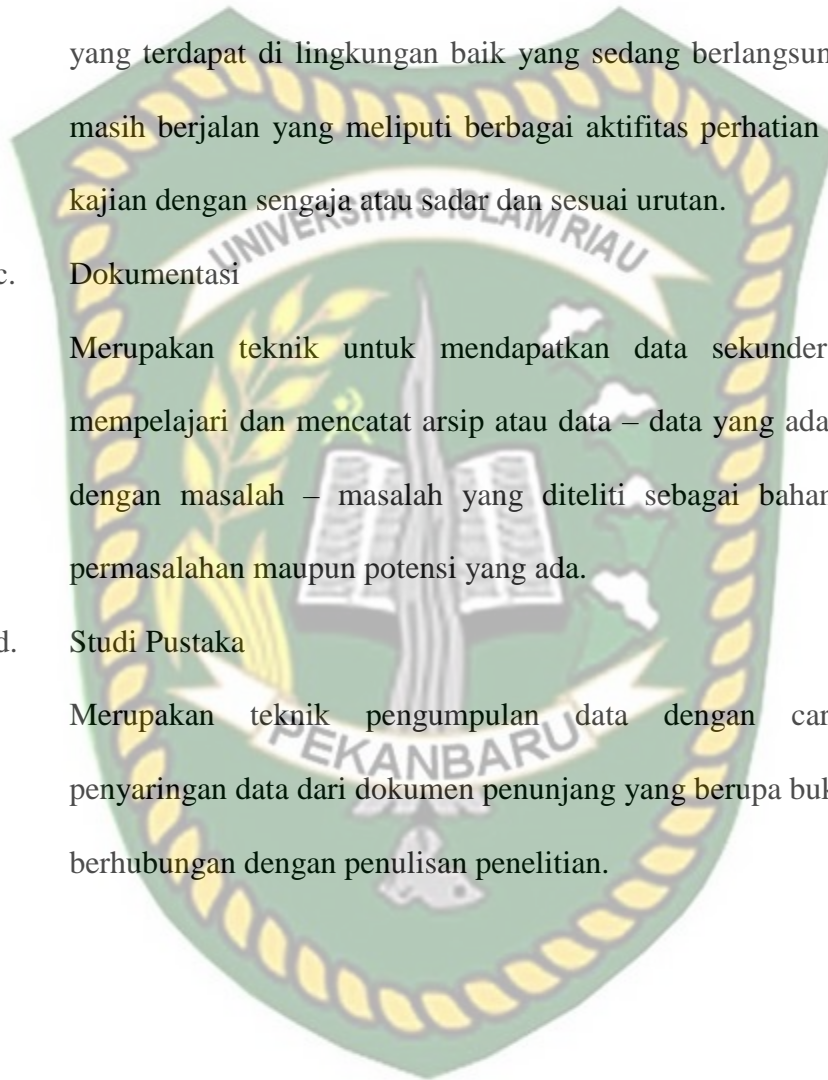 yang terdapat di lingkungan baik yang sedang berlangsun
masih berjalan yang meliputi berbagai aktifitas perhatian
kajian dengan sengaja atau sadar dan sesuai urutan.
UNIVERSITAS ISLAM RIAU
c. Dokumentasi
Merupakan teknik untuk mendapatkan data sekunder
mempelajari dan mencatat arsip atau data – data yang ada
dengan masalah – masalah yang diteliti sebagai bahan
permasalahan maupun potensi yang ada.
d. Studi Pustaka
Merupakan teknik pengumpulan data dengan car
PEKANBARU
penyaringan data dari dokumen penunjang yang berupa buk
berhubungan dengan penulisan penelitian.